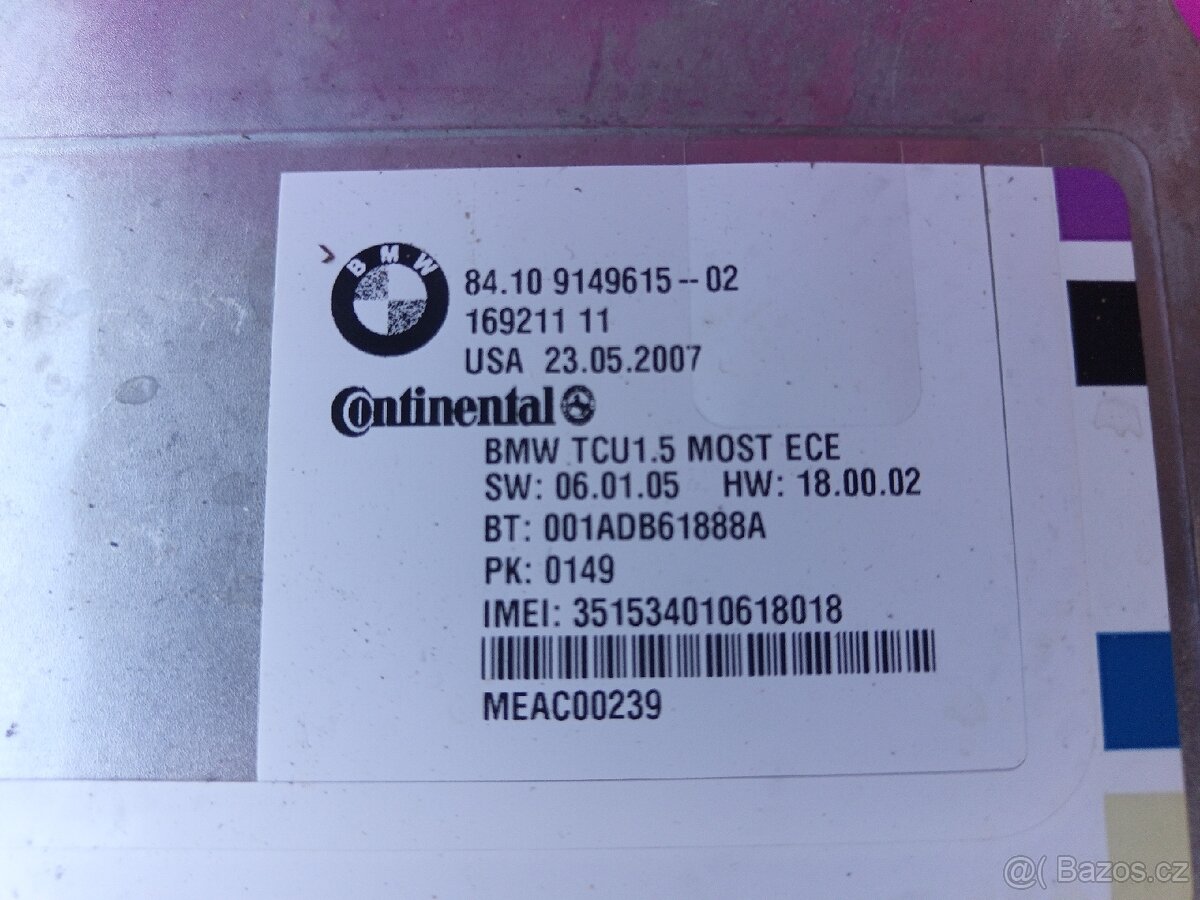 BMW
84.10 9149615--02
169211 11
USA 23.05.2007
Continental
BMW TCU1.5 MOST ECE
SW: 06.01.05 HW: 18.00.02
BT: 001ADB61888A
PK: 0149
IMEI: 351534010618018
MEAC00239
@( Bazos.cz